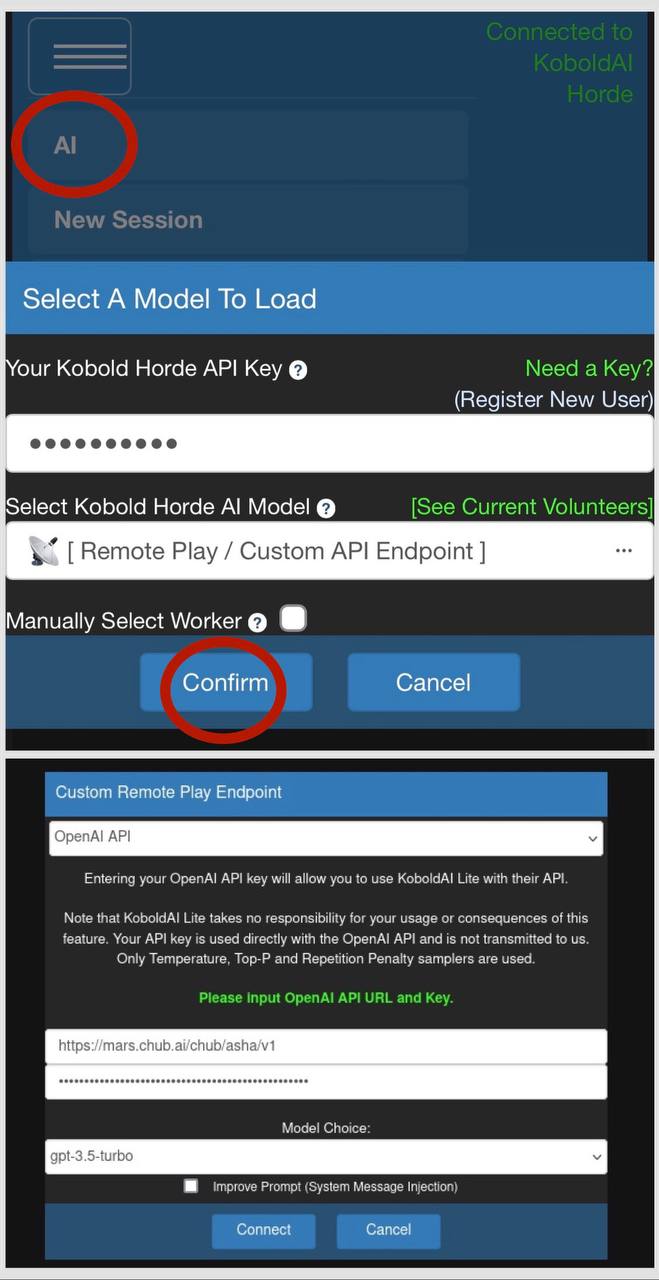 Connected to
KoboldAI
Horde
AI
New Session
Select A Model To Load
Your Kobold Horde API Key ? Need a Key?
(Register New User)
••••••••••
Select Kobold Horde AI Model ? [See Current Volunteers]
[ Remote Play / Custom API Endpoint ] ...
Manually Select Worker ?
Confirm Cancel
Custom Remote Play Endpoint
OpenAI API
Entering your OpenAI API key will allow you to use KoboldAI Lite with their API.
Note that KoboldAI Lite takes no responsibility for your usage or consequences of this
feature. Your API key is used directly with the OpenAI API and is not transmitted to us.
Only Temperature, Top-P and Repetition Penalty samplers are used.
Please input OpenAI API URL and Key.
https://mars.chub.ai/chub/asha/v1
••••••••••••••••••••••••••••••••••••••••••••••••••
Model Choice:
gpt-3.5-turbo
Improve Prompt (System Message Injection)
Connect Cancel